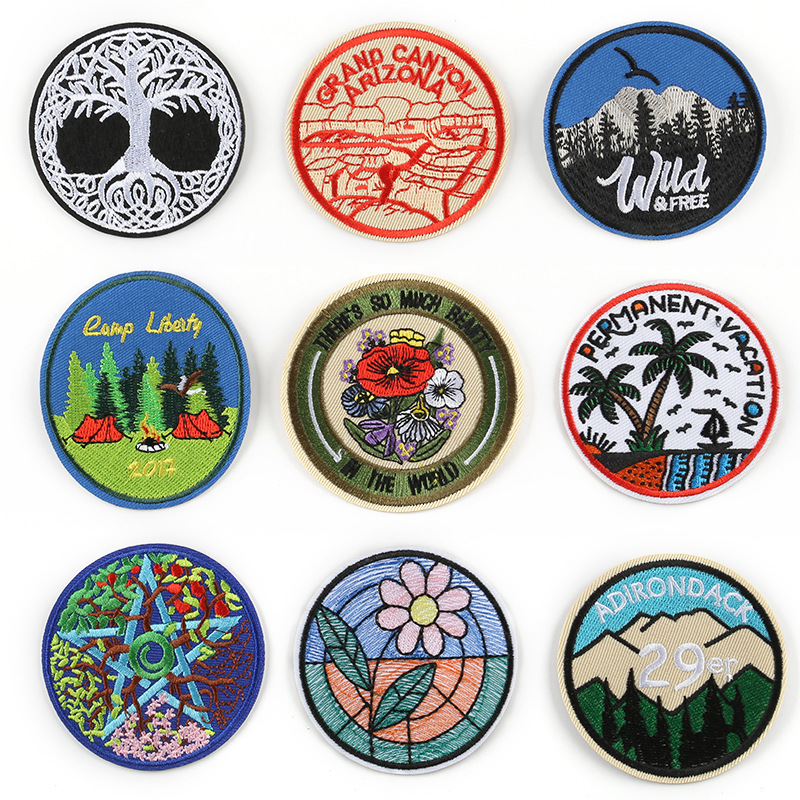 GRAND CANYON
ARIZONA
Wild
& FREE
Camp Liberty
2017
THERE'S SO MUCH BEAUTY
IN THE WORLD
PERMANENT·VACATION
ADIRONDACK
29er